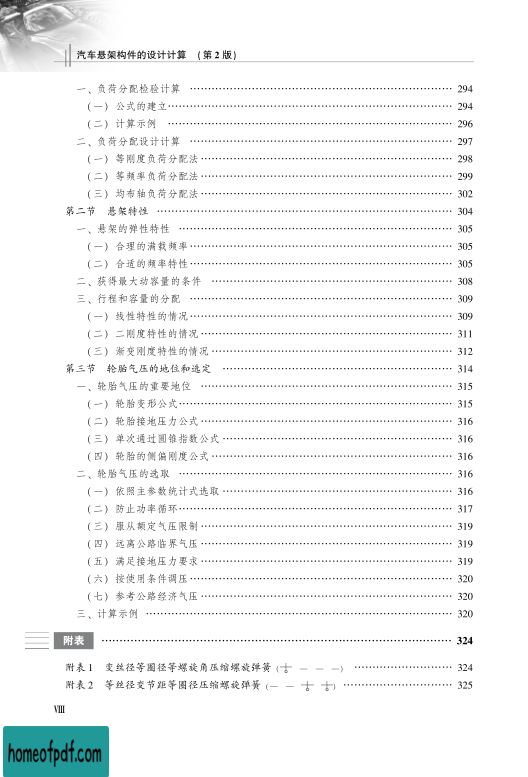 汽车悬架构件的设计计算 （第2版）
一、负荷分配检验计算 …… 294
（一）公式的建立 …… 294
（二）计算示例 …… 296
二、负荷分配设计计算 …… 297
（一）等刚度负荷分配法 …… 298
（二）等频率负荷分配法 …… 299
（三）均布轴负荷分配法 …… 302
第二节 悬架特性 …… 304
一、悬架的弹性特性 …… 305
（一）合理的满载频率 …… 305
（二）合适的频率特性 …… 305
二、获得最大动容量的条件 …… 308
三、行程和容量的分配 …… 309
（一）线性特性的情况 …… 309
（二）二刚度特性的情况 …… 311
（三）渐变刚度特性的情况 …… 312
第三节 轮胎气压的地位和选定 …… 314
一、轮胎气压的重要地位 …… 315
（一）轮胎变形公式 …… 315
（二）轮胎接地压力公式 …… 316
（三）单次通过圆锥指数公式 …… 316
（四）轮胎的侧偏刚度公式 …… 316
二、轮胎气压的选取 …… 316
（一）依照主参数统计式选取 …… 316
（二）防止功率循环 …… 317
（三）服从额定气压限制 …… 319
（四）远离公路临界气压 …… 319
（五）满足接地压力要求 …… 319
（六）按使用条件调压 …… 320
（七）参考公路经济气压 …… 320
三、计算示例 …… 320
附表 …… 324
附表1 变丝径等圈径等螺旋角压缩螺旋弹簧 …… 324
附表2 等丝径变节距等圈径压缩螺旋弹簧 …… 325
Ⅷ
homeofpdf.com